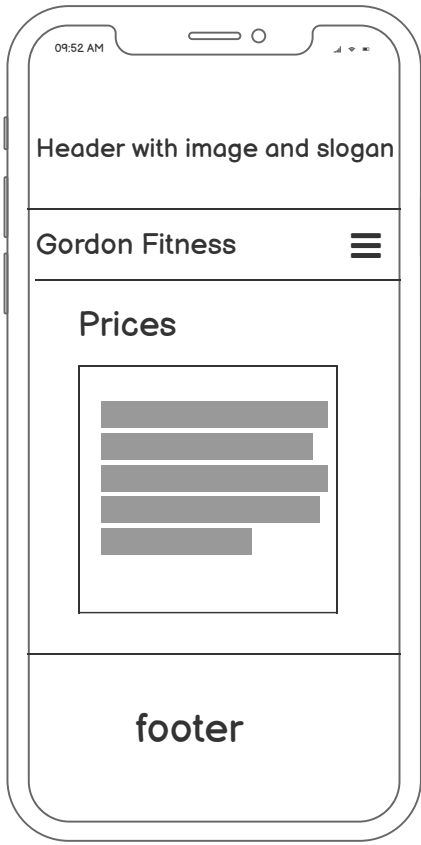 09:52 AM
Header with image and slogan
Gordon Fitness
Prices
footer